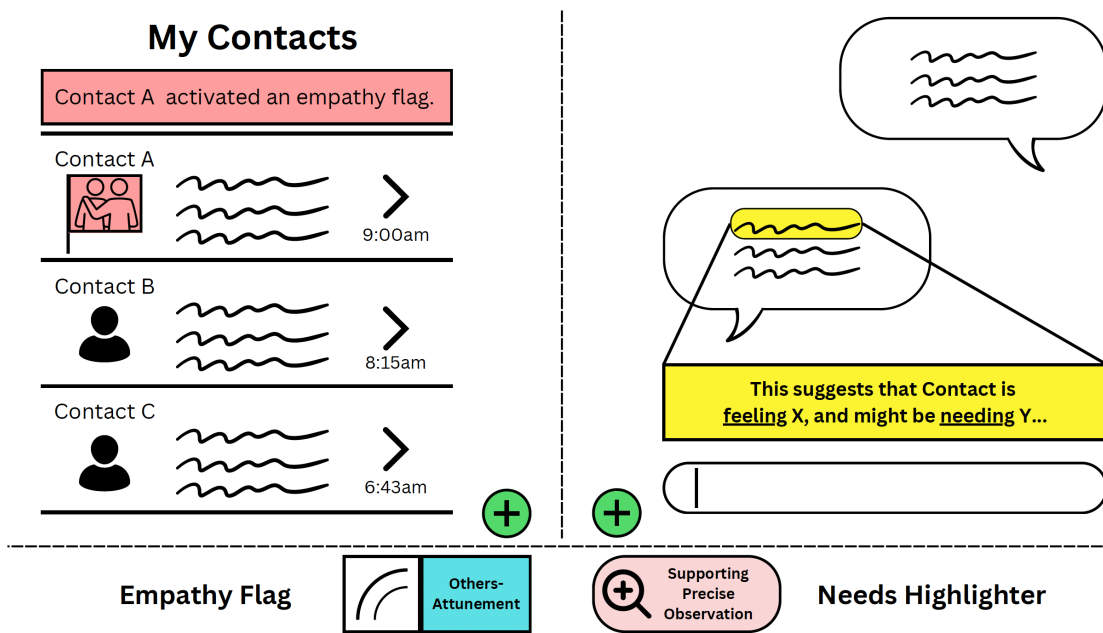 My Contacts
Contact A activated an empathy flag.
Contact A
9:00am
Contact B
8:15am
Contact C
6:43am
This suggests that Contact is
feeling X, and might be needing Y...
Empathy Flag
Others-
Attunement
Supporting
Precise
Observation
Needs Highlighter